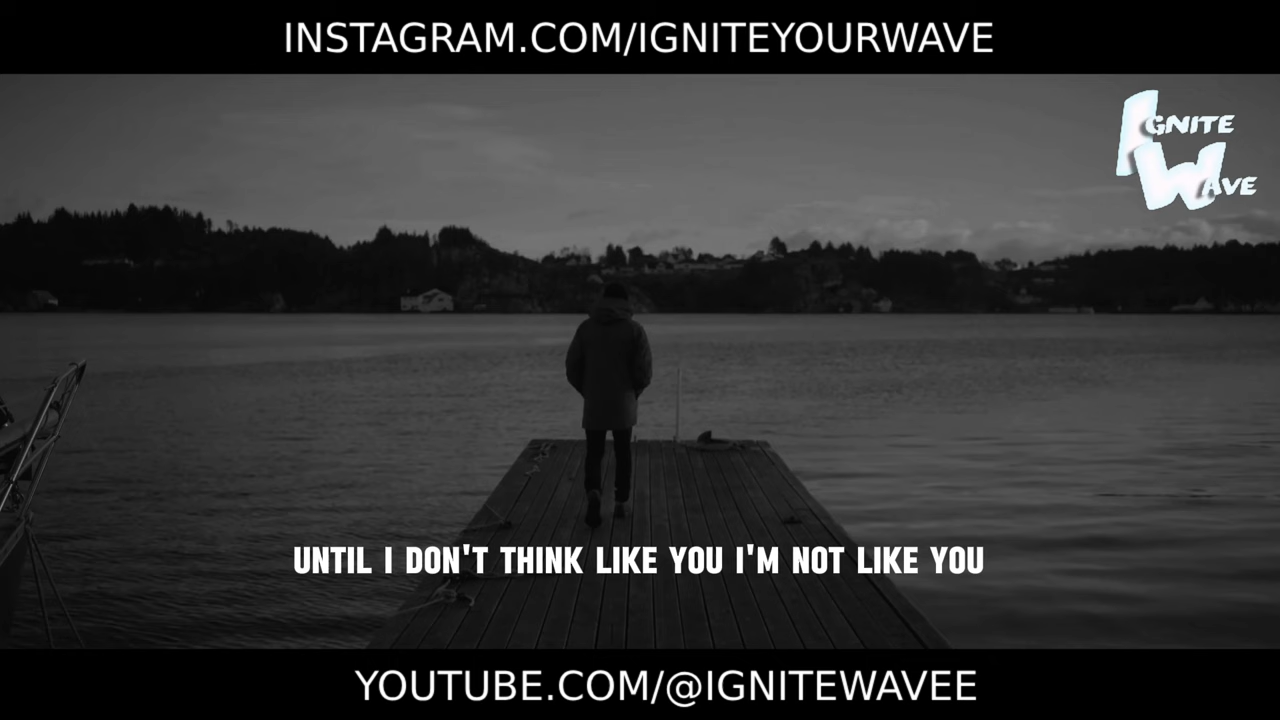 INSTAGRAM.COM/IGNITEYOURWAVE
IGNITE
WAVE
UNTIL I DON'T THINK LIKE YOU I'M NOT LIKE YOU
YOUTUBE.COM/@IGNITEWAVEE